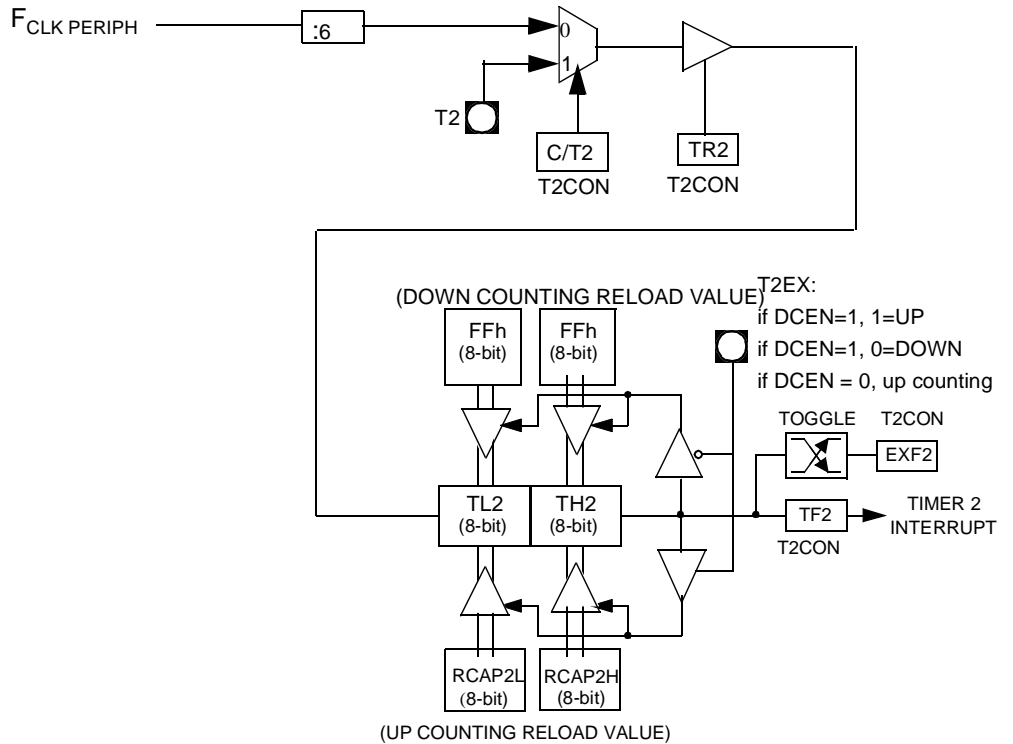 FCLK PERIPH
:6
0
1
T2
C/T2
TR2
T2CON
T2CON
T2EX:
(DOWN COUNTING RELOAD VALUE)
if DCEN=1, 1=UP
FFh
(8-bit)
FFh
(8-bit)
if DCEN=1, 0=DOWN
if DCEN = 0, up counting
TOGGLE
T2CON
EXF2
TL2
(8-bit)
TH2
(8-bit)
TF2
TIMER 2
INTERRUPT
T2CON
RCAP2L
(8-bit)
RCAP2H
(8-bit)
(UP COUNTING RELOAD VALUE)